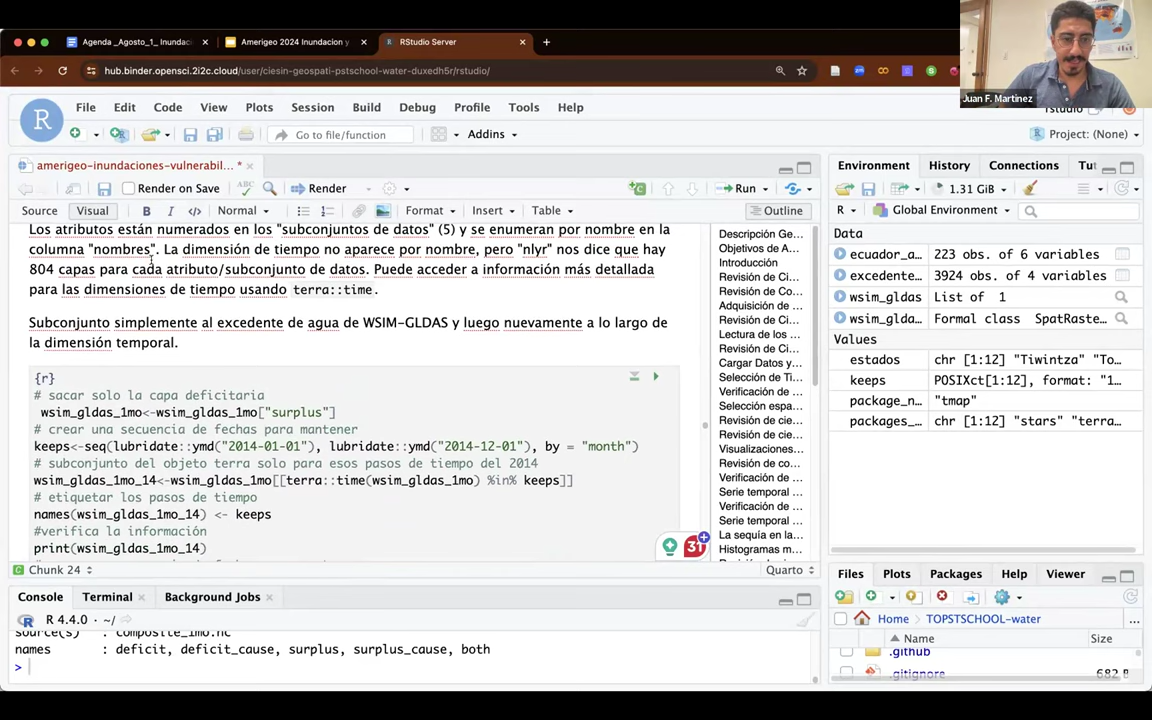 Agenda _Agosto_1_ Inundaci
Amerigeo 2024 Inundacion y
RStudio Server
hub.binder.opensci.2i2c.cloud/user/ciesin-geospati-pstschool-water-duxedh5r/rstudio/
Juan F. Martinez
rstudio
File Edit Code View Plots Session Build Debug Profile Tools Help
Go to file/function
Addins
Project: (None)
amerigeo-inundaciones-vulnerabil... *
Render on Save
Render
Run
Source Visual B I </> Normal Format Insert Table Outline
Los atributos están numerados en los "subconjuntos de datos" (5) y se enumeran por nombre en la
columna "nombres". La dimensión de tiempo no aparece por nombre, pero "nlyr" nos dice que hay
804 capas para cada atributo/subconjunto de datos. Puede acceder a información más detallada
para las dimensiones de tiempo usando terra::time.
Subconjunto simplemente al excedente de agua de WSIM-GLDAS y luego nuevamente a lo largo de
la dimensión temporal.
{r}
# sacar solo la capa deficitaria
wsim_gldas_1mo<-wsim_gldas_1mo["surplus"]
# crear una secuencia de fechas para mantener
keeps<-seq(lubridate::ymd("2014-01-01"), lubridate::ymd("2014-12-01"), by = "month")
# subconjunto del objeto terra solo para esos pasos de tiempo del 2014
wsim_gldas_1mo_14<-wsim_gldas_1mo[[terra::time(wsim_gldas_1mo) %in% keeps]]
# etiquetar los pasos de tiempo
names(wsim_gldas_1mo_14) <- keeps
#verifica la información
print(wsim_gldas_1mo_14)
31
Chunk 24
Quarto
Descripción Ge...
Objetivos de A...
Introducción
Revisión de Ci...
Revisión de Co...
Adquisición de
Revisión de Ci...
Lectura de los
Revisión de Ci...
Cargar Datos y...
Selección de Ti...
Verificación de
Selección espa...
Revisión de cie...
Visualizaciones...
Revisión de co...
Verificación de
Serie temporal ...
Verificación de
Serie temporal ...
La sequía en la...
Histogramas m...
Console Terminal Background Jobs
R 4.4.0 · ~/
source(s) : composite_1mo.nc
names : deficit, deficit_cause, surplus, surplus_cause, both
>
Environment History Connections Tut
1.31 GiB
R Global Environment
Data
ecuador_a... 223 obs. of 6 variables
excedente... 3924 obs. of 4 variables
wsim_gldas List of 1
wsim_glda... Formal class SpatRaste...
Values
estados chr [1:12] "Tiwintza" "To...
keeps POSIXct[1:12], format: "1...
package_n... "tmap"
packages_... chr [1:12] "stars" "terra...
Files Plots Packages Help Viewer
Home TOPSTSCHOOL-water ...
Name Size
.github
.gitignore 682 B